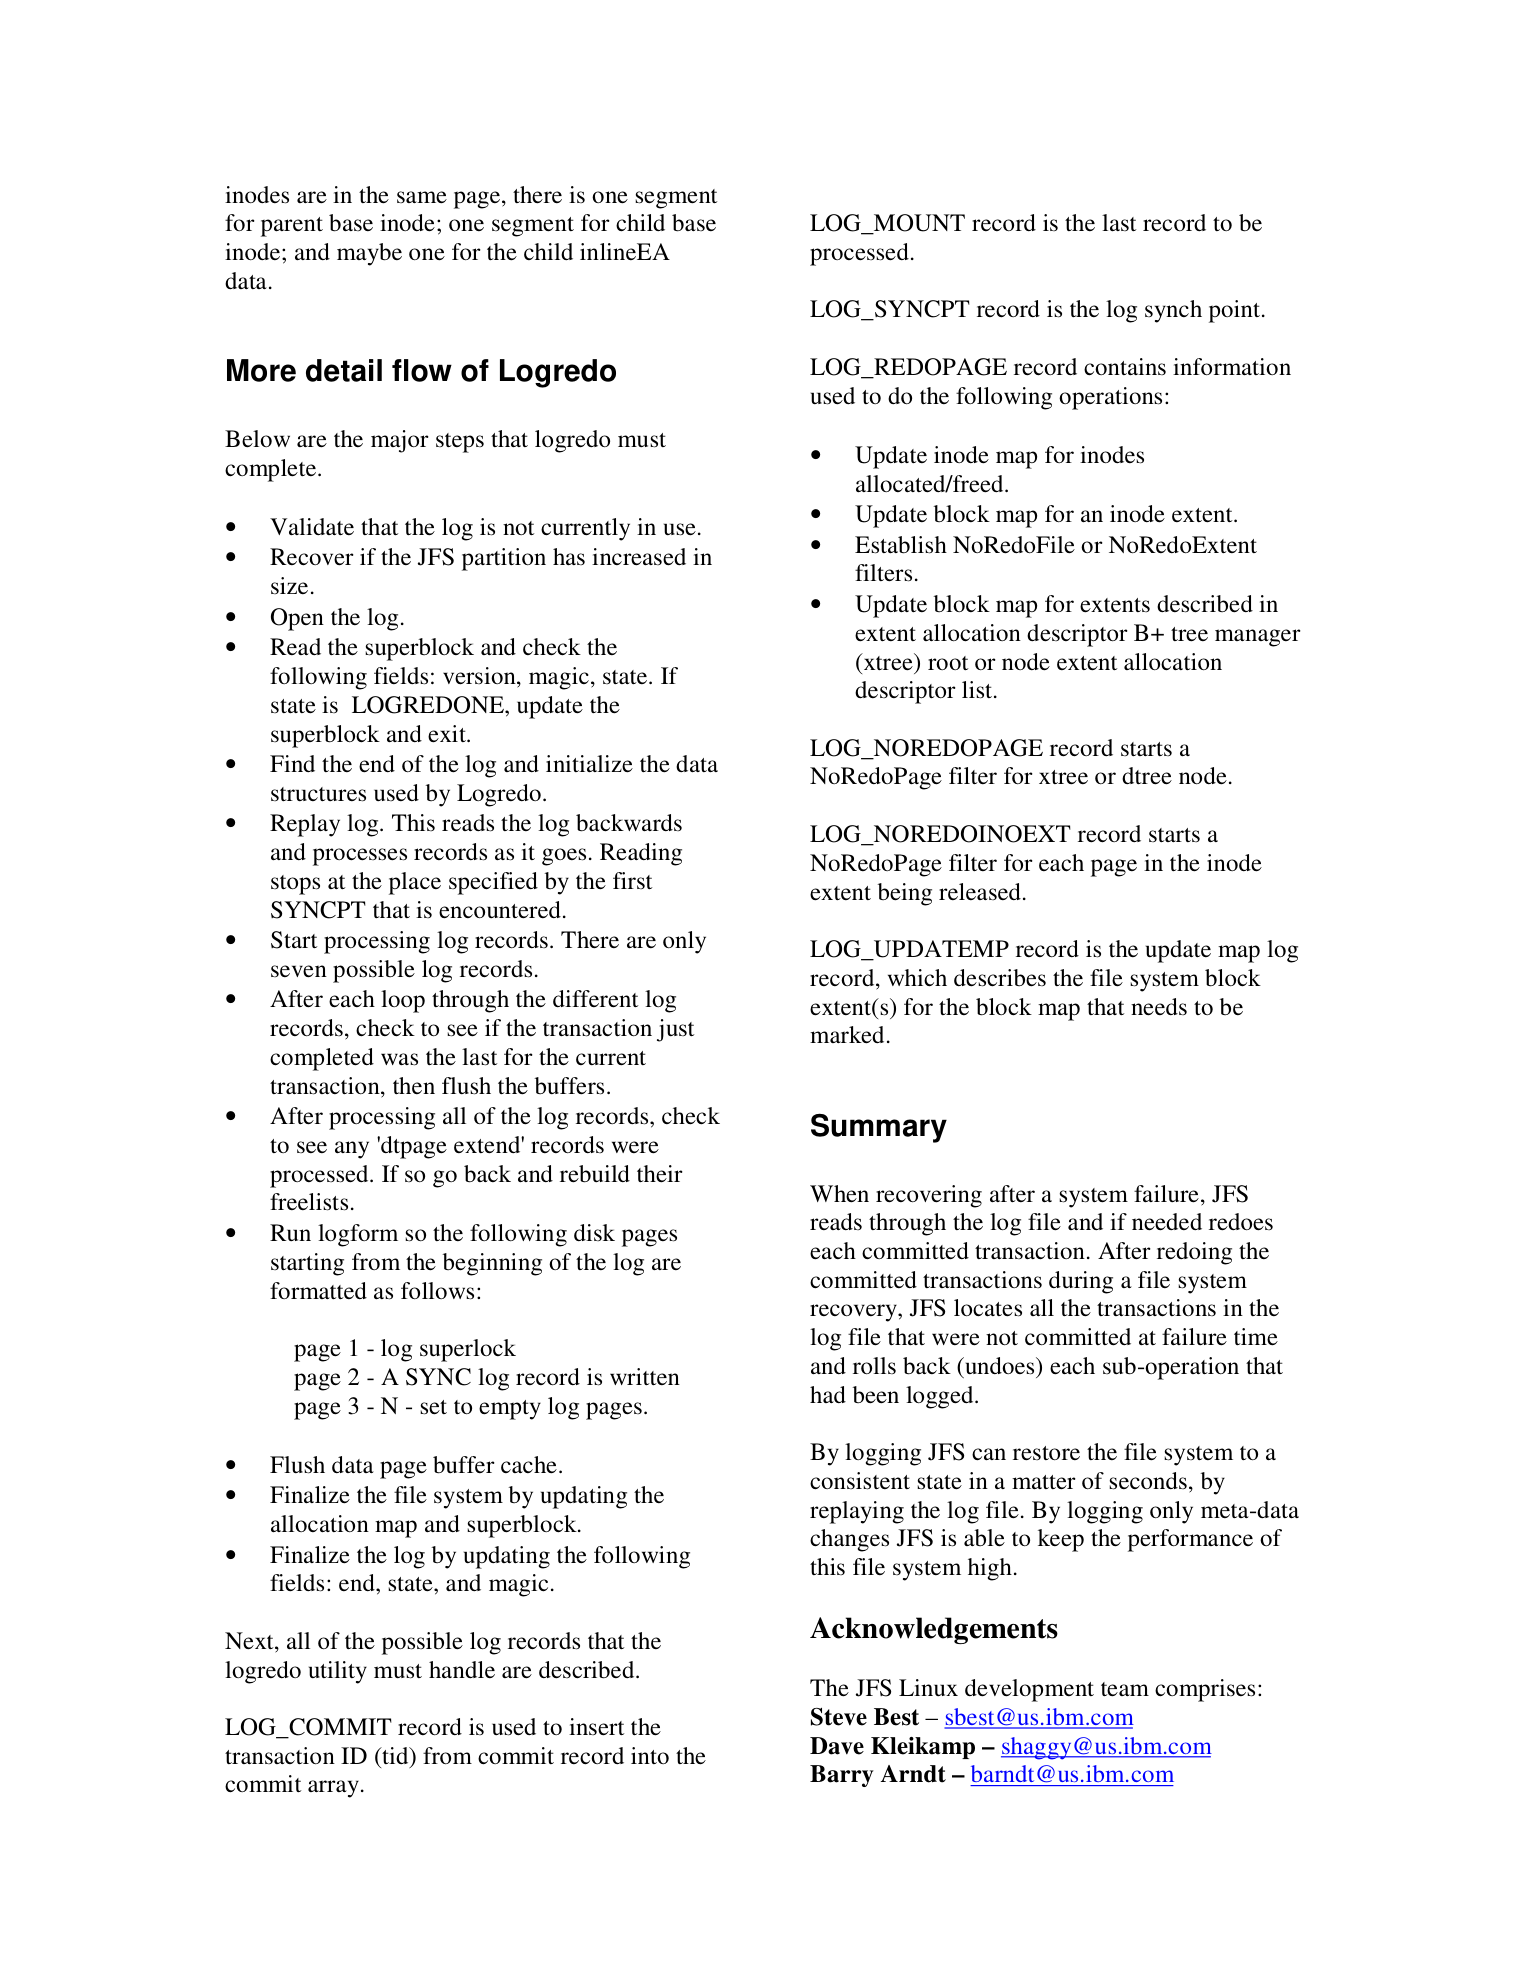 inodes are in the same page, there is one segment
for parent base inode; one segment for child base
inode; and maybe one for the child inlineEA
data.
More detail flow of Logredo
Below are the major steps that logredo must
complete.
• Validate that the log is not currently in use.
• Recover if the JFS partition has increased in
size.
• Open the log.
• Read the superblock and check the
following fields: version, magic, state. If
state is  LOGREDONE, update the
superblock and exit.
• Find the end of the log and initialize the data
structures used by Logredo.
• Replay log. This reads the log backwards
and processes records as it goes. Reading
stops at the place specified by the first
SYNCPT that is encountered.
• Start processing log records. There are only
seven possible log records.
• After each loop through the different log
records, check to see if the transaction just
completed was the last for the current
transaction, then flush the buffers.
• After processing all of the log records, check
to see any 'dtpage extend' records were
processed. If so go back and rebuild their
freelists.
• Run logform so the following disk pages
starting from the beginning of the log are
formatted as follows:
page 1 - log superlock
page 2 - A SYNC log record is written
page 3 - N - set to empty log pages.
• Flush data page buffer cache.
• Finalize the file system by updating the
allocation map and superblock.
• Finalize the log by updating the following
fields: end, state, and magic.
Next, all of the possible log records that the
logredo utility must handle are described.
LOG_COMMIT record is used to insert the
transaction ID (tid) from commit record into the
commit array.
LOG_MOUNT record is the last record to be
processed.
LOG_SYNCPT record is the log synch point.
LOG_REDOPAGE record contains information
used to do the following operations:
• Update inode map for inodes
allocated/freed.
• Update block map for an inode extent.
• Establish NoRedoFile or NoRedoExtent
filters.
• Update block map for extents described in
extent allocation descriptor B+ tree manager
(xtree) root or node extent allocation
descriptor list.
LOG_NOREDOPAGE record starts a
NoRedoPage filter for xtree or dtree node.
LOG_NOREDOINOEXT record starts a
NoRedoPage filter for each page in the inode
extent being released.
LOG_UPDATEMP record is the update map log
record, which describes the file system block
extent(s) for the block map that needs to be
marked.
Summary
When recovering after a system failure, JFS
reads through the log file and if needed redoes
each committed transaction. After redoing the
committed transactions during a file system
recovery, JFS locates all the transactions in the
log file that were not committed at failure time
and rolls back (undoes) each sub-operation that
had been logged.
By logging JFS can restore the file system to a
consistent state in a matter of seconds, by
replaying the log file. By logging only meta-data
changes JFS is able to keep the performance of
this file system high.
Acknowledgements
The JFS Linux development team comprises:
Steve Best – sbest@us.ibm.com
Dave Kleikamp – shaggy@us.ibm.com
Barry Arndt – barndt@us.ibm.com